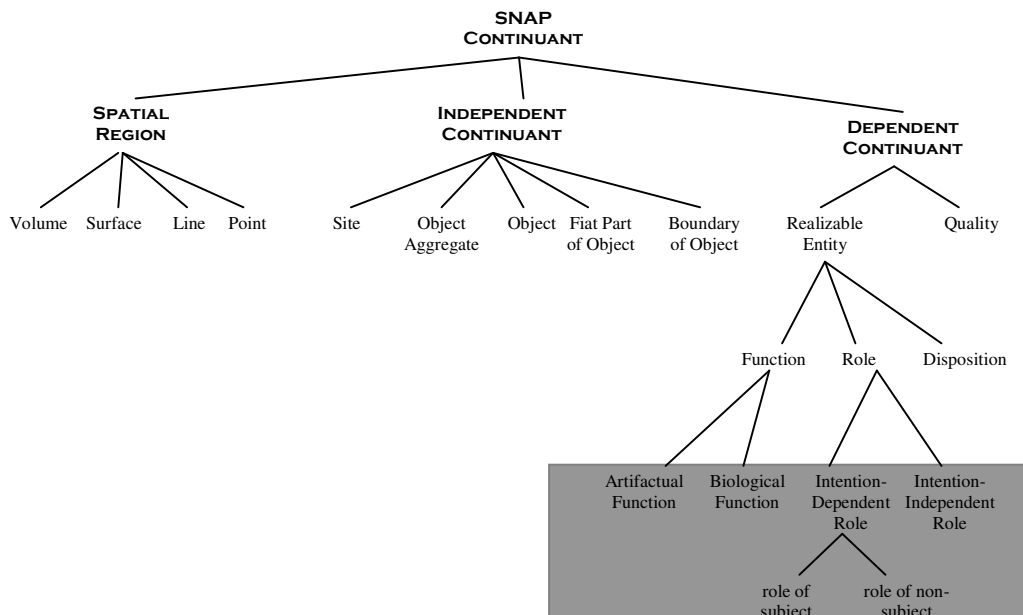 SNAP
CONTINUANT
SPATIAL
REGION
INDEPENDENT
CONTINUANT
DEPENDENT
CONTINUANT
Volume
Surface
Line
Point
Site
Object
Aggregate
Object
Fiat Part
of Object
Boundary
of Object
Realizable
Entity
Quality
Function
Role
Disposition
Artifactual
Function
Biological
Function
Intention-
Dependent
Role
Intention-
Independent
Role
role of
subject
role of non-
subject